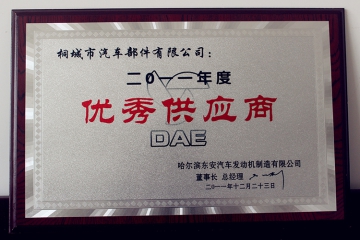 桐城市汽车部件有限公司：
二〇一一年度
优秀供应商
DAE
哈尔滨东安汽车发动机制造有限公司
董事长 总经理
二〇一一年十二月二十三日